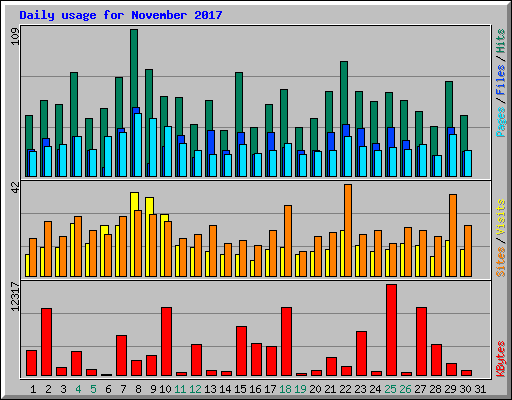 Daily usage for November 2017
109
Pages / Files / Hits
42
Sites / Visits
12317
KBytes
1 2 3 4 5 6 7 8 9 10 11 12 13 14 15 16 17 18 19 20 21 22 23 24 25 26 27 28 29 30 31